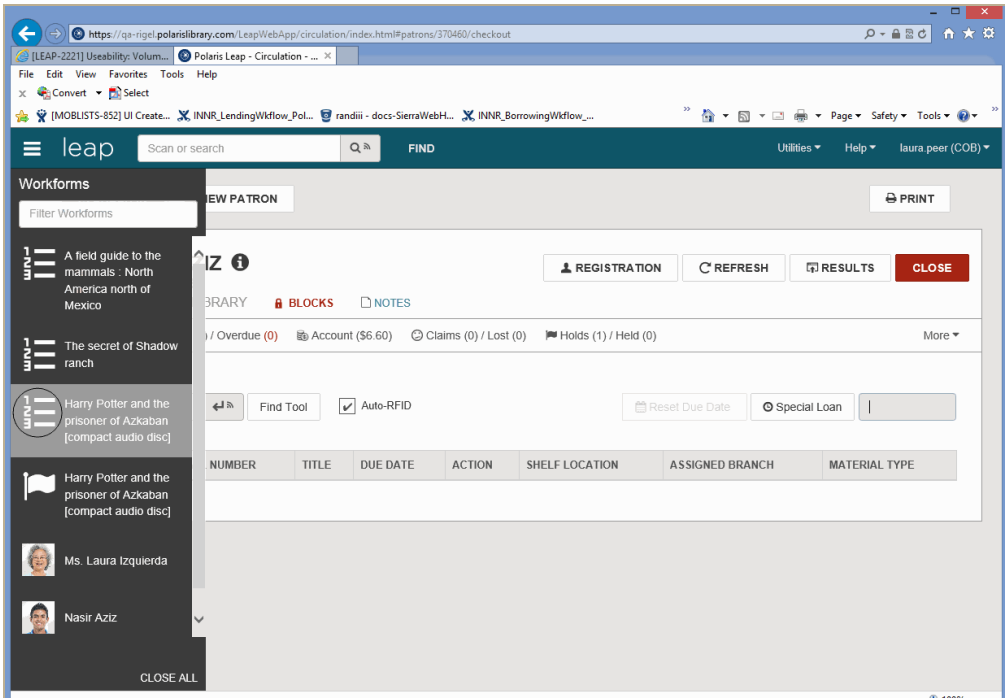 https://qa-rigel.polarislibrary.com/LeapWebApp/circulation/index.html#patrons/370460/checkout
[LEAP-2221] Useability: Volum... Polaris Leap - Circulation - ... ×
File Edit View Favorites Tools Help
x Convert Select
[MOBLISTS-852] UI Create... INNR_LendingWkflow_Pol... randiii - docs-SierraWebH... INNR_BorrowingWkflow_... » Page Safety Tools »
leap Scan or search FIND Utilities Help laura.peer (COB)
Workforms
EW PATRON PRINT
Filter Workforms
A field guide to the
mammals : North
America north of
Mexico
IZ REGISTRATION REFRESH RESULTS CLOSE
BRARY BLOCKS NOTES
) / Overdue (0) Account ($6.60) Claims (0) / Lost (0) Holds (1) / Held (0) More
The secret of Shadow
ranch
Harry Potter and the
prisoner of Azkaban
[compact audio disc]
Find Tool Auto-RFID Reset Due Date Special Loan
NUMBER TITLE DUE DATE ACTION SHELF LOCATION ASSIGNED BRANCH MATERIAL TYPE
Harry Potter and the
prisoner of Azkaban
[compact audio disc]
Ms. Laura Izquierda
Nasir Aziz
CLOSE ALL